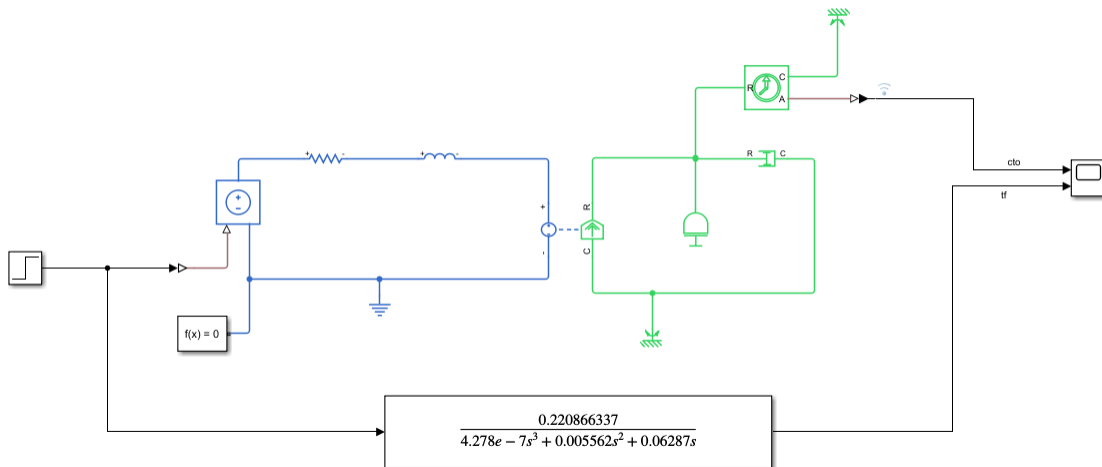 C
R
A
+ -
+ -
R C
cto
tf
+
-
+
-
R
C
f(x) = 0
0.220866337
4.278e − 7s³ + 0.005562s² + 0.06287s